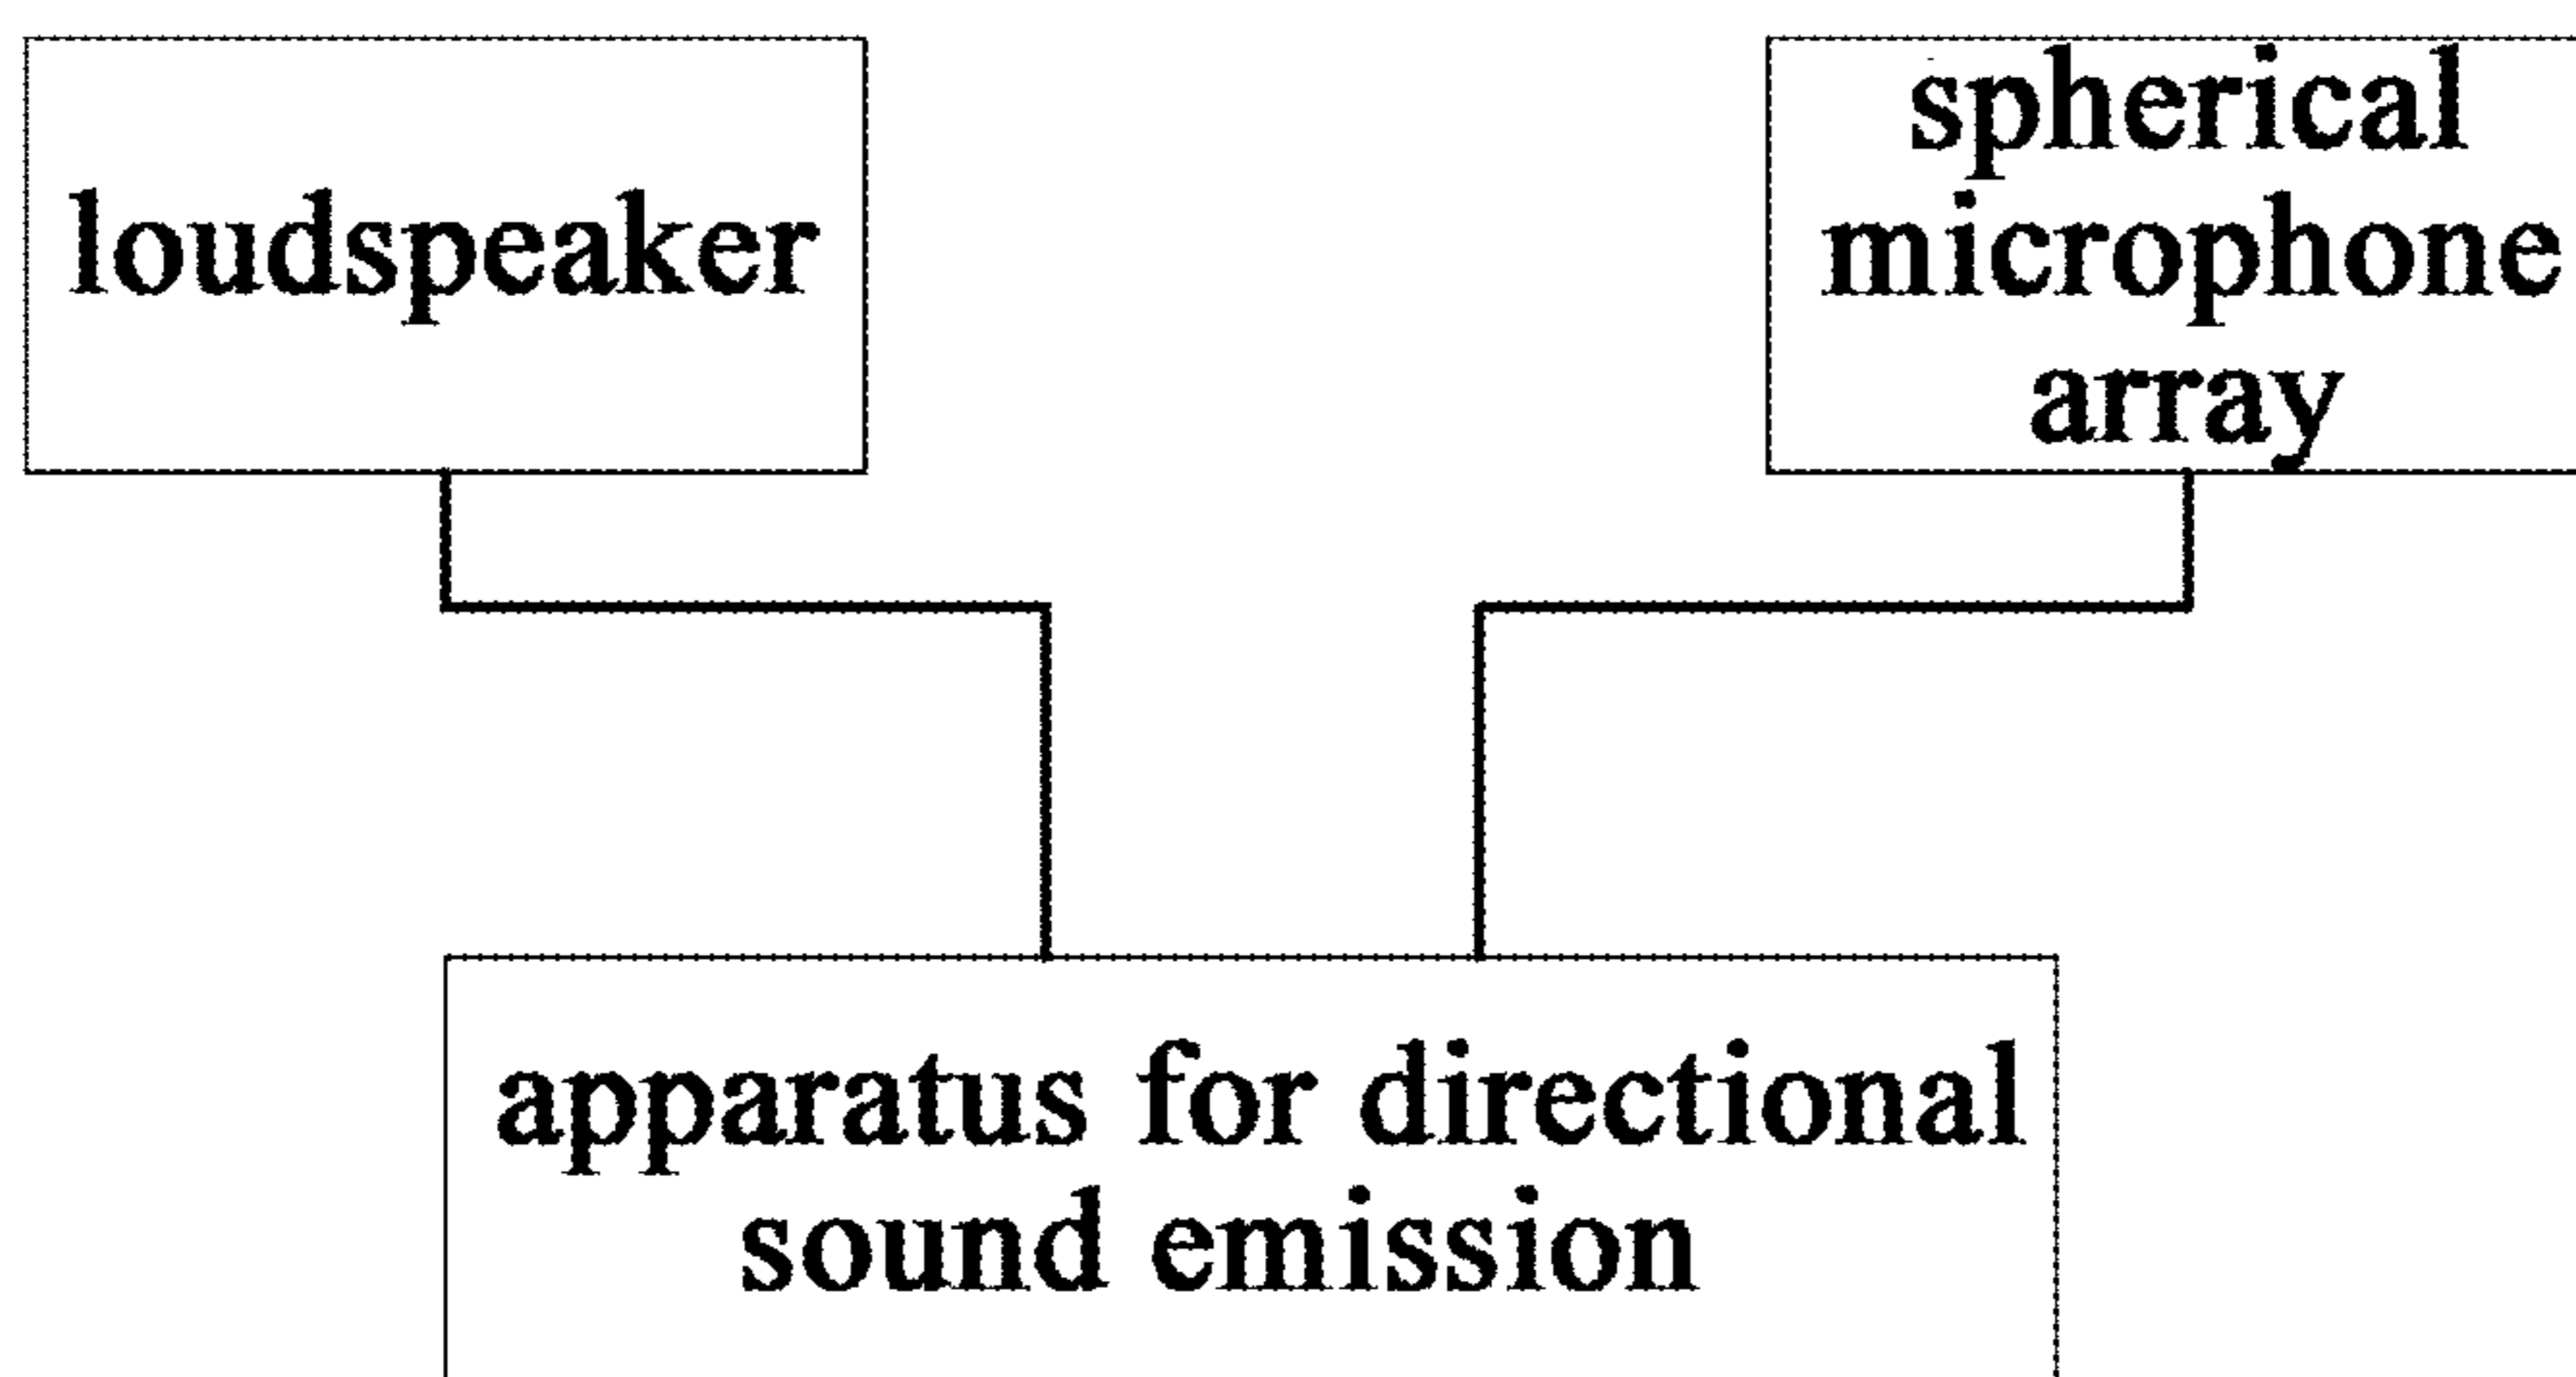 loudspeaker
spherical
microphone
array
apparatus for directional
sound emission